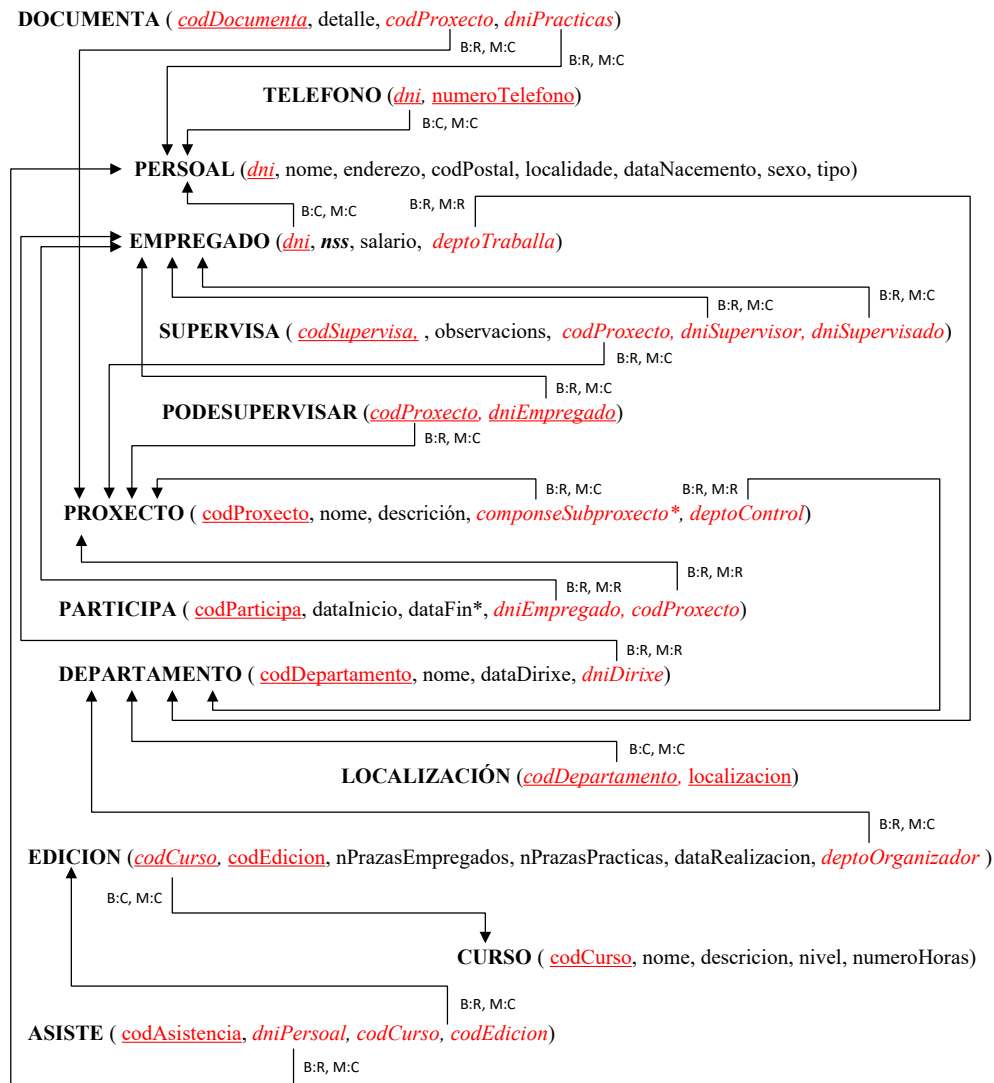 DOCUMENTA ( codDocumenta, detalle, codProxecto, dniPracticas)
B:R, M:C
B:R, M:C
TELEFONO (dni, numeroTelefono)
B:C, M:C
PERSOAL (dni, nome, enderezo, codPostal, localidade, dataNacemento, sexo, tipo)
B:C, M:C
B:R, M:R
EMPREGADO (dni, nss, salario, deptoTraballa)
B:R, M:C
B:R, M:C
SUPERVISA ( codSupervisa, , observacions, codProxecto, dniSupervisor, dniSupervisado)
B:R, M:C
B:R, M:C
PODESUPERVISAR (codProxecto, dniEmpregado)
B:R, M:C
B:R, M:C
B:R, M:R
PROXECTO ( codProxecto, nome, descrición, componseSubproxecto*, deptoControl)
B:R, M:R
B:R, M:R
PARTICIPA ( codParticipa, dataInicio, dataFin*, dniEmpregado, codProxecto)
B:R, M:R
DEPARTAMENTO ( codDepartamento, nome, dataDirixe, dniDirixe)
B:C, M:C
LOCALIZACIÓN (codDepartamento, localizacion)
B:R, M:C
EDICION (codCurso, codEdicion, nPrazasEmpregados, nPrazasPracticas, dataRealizacion, deptoOrganizador )
B:C, M:C
CURSO ( codCurso, nome, descricion, nivel, numeroHoras)
B:R, M:C
ASISTE ( codAsistencia, dniPersoal, codCurso, codEdicion)
B:R, M:C